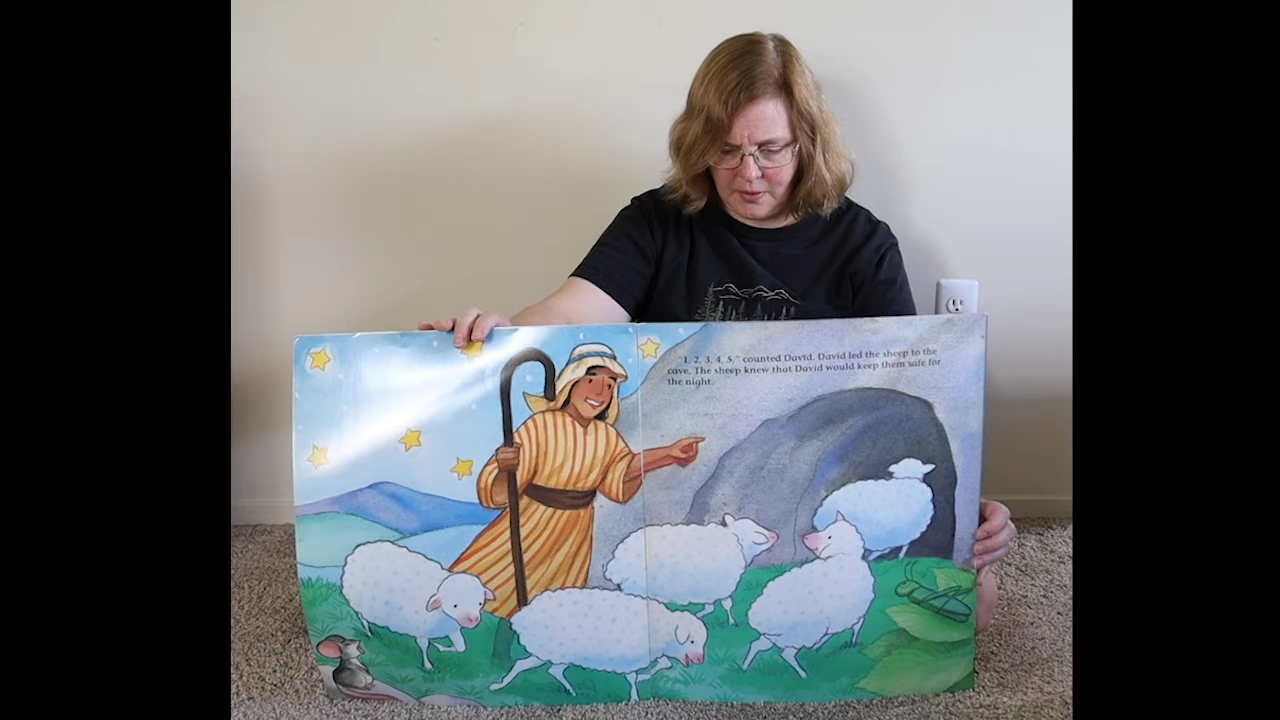 "1, 2, 3, 4, 5," counted David. David led the sheep to the
cave. The sheep knew that David would keep them safe for
the night.